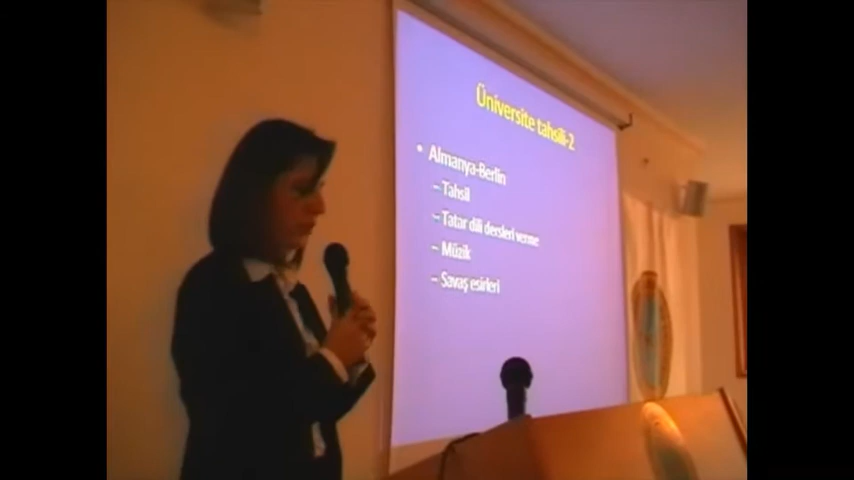 Üniversite tahsili-2
• Almanya-Berlin
– Tahsil
– Tatar dili dersleri verme
– Müzik
– Savaş esirleri